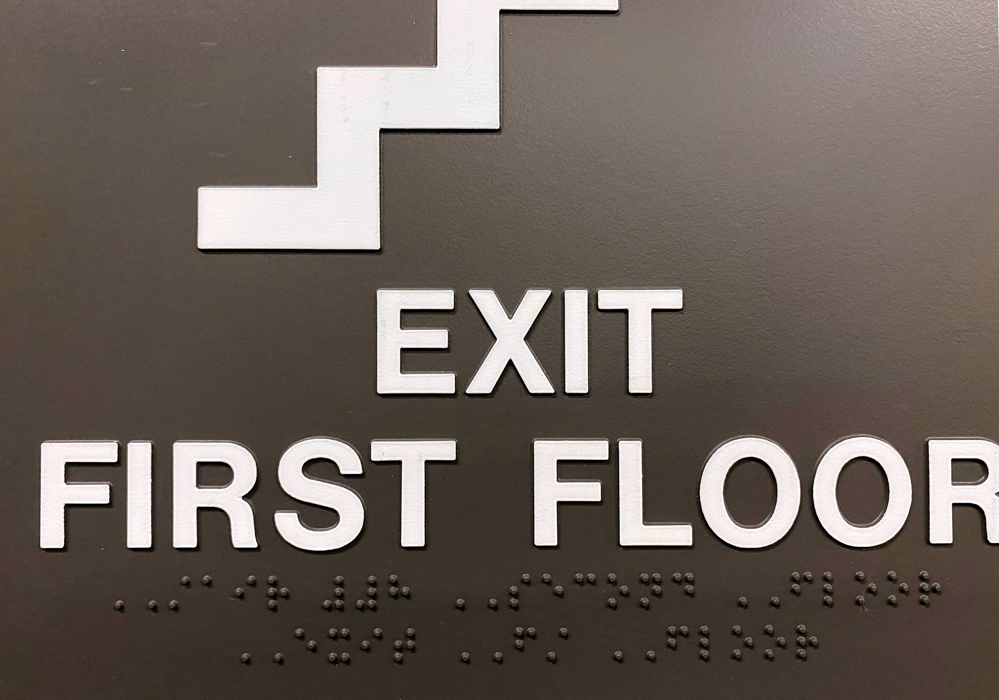 EXIT
FIRST FLOOR
⠠⠠⠌⠁⠊⠗ ⠼⠼⠓ ⠠⠠⠎⠑⠉⠕⠝⠙ ⠠⠠⠋⠇⠕⠕⠗
⠠⠠⠑⠭⠊⠞ ⠠⠠⠋⠌ ⠠⠠⠋⠇⠕⠕⠗